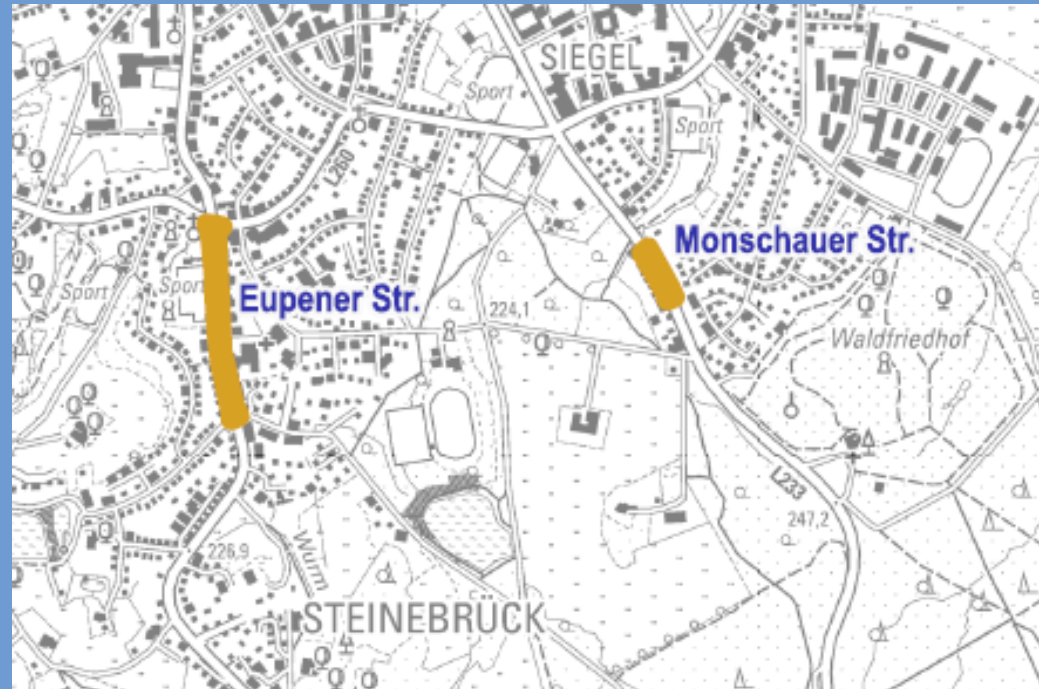 SIEGEL
Sport
Sport
L260
Monschauer Str.
Sport
Sport
Eupener Str.
224,1
Waldfriedhof
L233
247,2
226,9
Wurm
STEINEBRÜCK